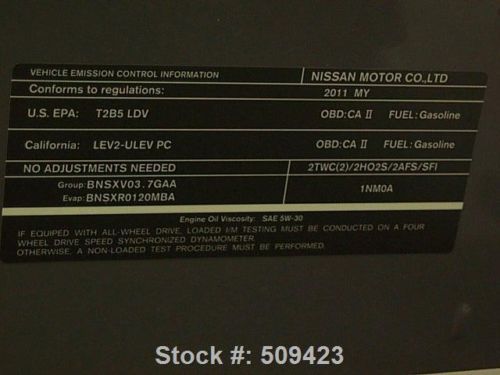 VEHICLE EMISSION CONTROL INFORMATION NISSAN MOTOR CO.,LTD
Conforms to regulations: 2011 MY
U.S. EPA: T2B5 LDV OBD:CA II FUEL:Gasoline
California: LEV2-ULEV PC OBD:CA II FUEL:Gasoline
NO ADJUSTMENTS NEEDED 2TWC(2)/2HO2S/2AFS/SFI
Group:BNSXV03.7GAA 1NM0A
Evap:BNSXR0120MBA
Engine Oil Viscosity: SAE 5W-30
IF EQUIPPED WITH ALL-WHEEL DRIVE, LOADED I/M TESTING MUST BE CONDUCTED ON A FOUR
WHEEL DRIVE SPEED SYNCHRONIZED DYNAMOMETER.
OTHERWISE, A NON-LOADED TEST PROCEDURE MUST BE PERFORMED.
Stock #: 509423